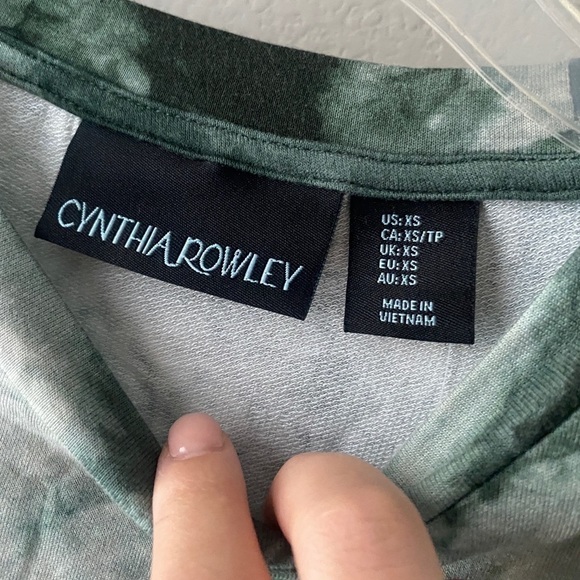 CYNTHIA ROWLEY
US: XS
CA: XS/TP
UK: XS
EU: XS
AU: XS
MADE IN
VIETNAM